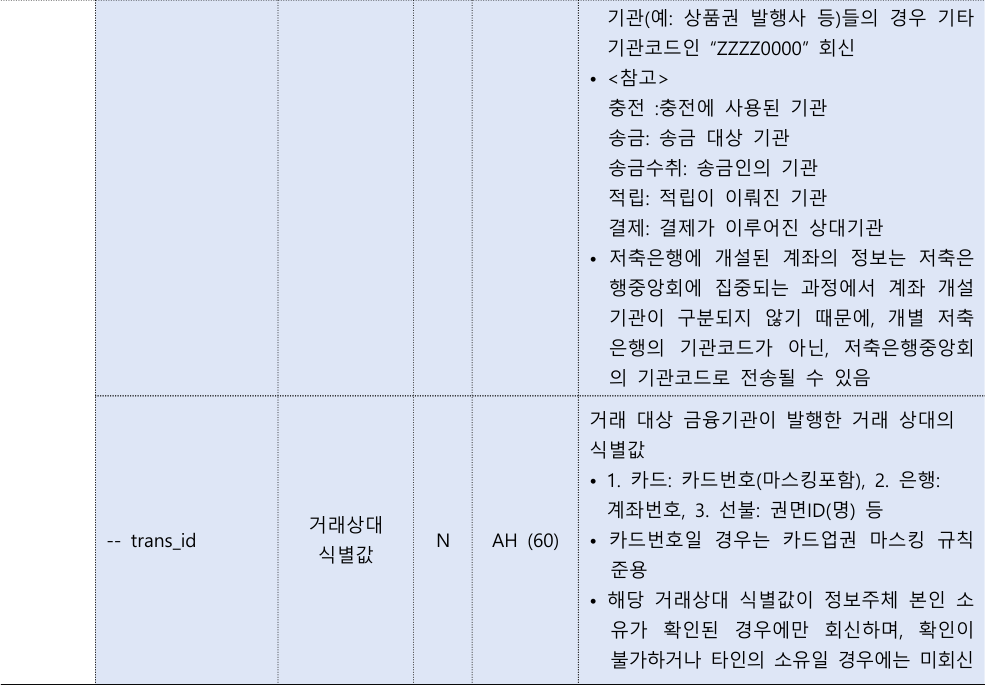 기관(예: 상품권 발행사 등)들의 경우 기타
기관코드인 “ZZZZ0000” 회신
• <참고>
충전 :충전에 사용된 기관
송금: 송금 대상 기관
송금수취: 송금인의 기관
적립: 적립이 이뤄진 기관
결제: 결제가 이루어진 상대기관
• 저축은행에 개설된 계좌의 정보는 저축은
행중앙회에 집중되는 과정에서 계좌 개설
기관이 구분되지 않기 때문에, 개별 저축
은행의 기관코드가 아닌, 저축은행중앙회
의 기관코드로 전송될 수 있음
-- trans_id
거래상대
식별값
N
AH (60)
거래 대상 금융기관이 발행한 거래 상대의
식별값
• 1. 카드: 카드번호(마스킹포함), 2. 은행:
계좌번호, 3. 선불: 권면ID(명) 등
• 카드번호일 경우는 카드업권 마스킹 규칙
준용
• 해당 거래상대 식별값이 정보주체 본인 소
유가 확인된 경우에만 회신하며, 확인이
불가하거나 타인의 소유일 경우에는 미회신